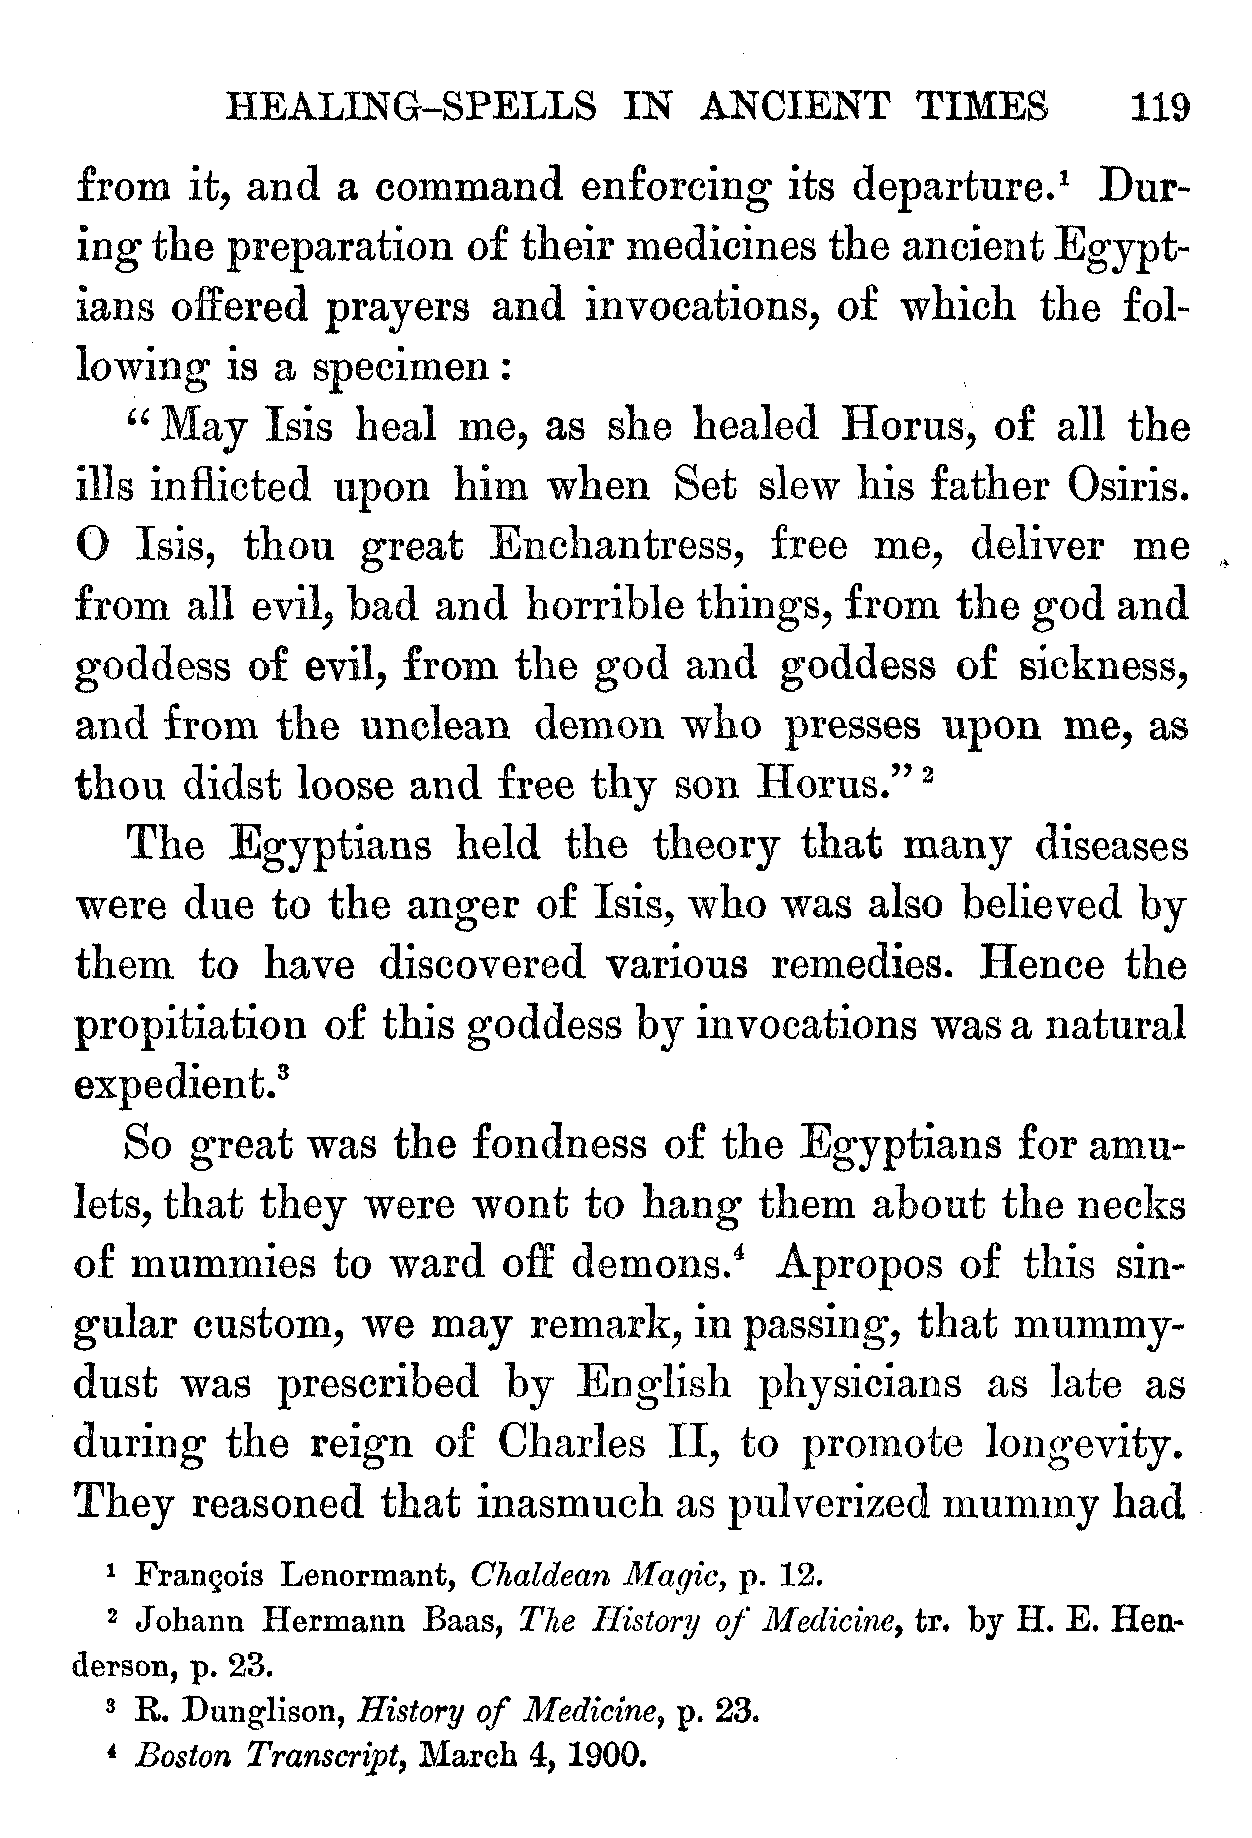 HEALING-SPELLS IN ANCIENT TIMES 119
from it, and a command enforcing its departure.¹ Dur-
ing the preparation of their medicines the ancient Egypt-
ians offered prayers and invocations, of which the fol-
lowing is a specimen :
“ May Isis heal me, as she healed Horus, of all the
ills inflicted upon him when Set slew his father Osiris.
O Isis, thou great Enchantress, free me, deliver me
from all evil, bad and horrible things, from the god and
goddess of evil, from the god and goddess of sickness,
and from the unclean demon who presses upon me, as
thou didst loose and free thy son Horus.” ²
The Egyptians held the theory that many diseases
were due to the anger of Isis, who was also believed by
them to have discovered various remedies. Hence the
propitiation of this goddess by invocations was a natural
expedient.³
So great was the fondness of the Egyptians for amu-
lets, that they were wont to hang them about the necks
of mummies to ward off demons.⁴ Apropos of this sin-
gular custom, we may remark, in passing, that mummy-
dust was prescribed by English physicians as late as
during the reign of Charles II, to promote longevity.
They reasoned that inasmuch as pulverized mummy had
¹ François Lenormant, Chaldean Magic, p. 12.
² Johann Hermann Baas, The History of Medicine, tr. by H. E. Hen-
derson, p. 23.
³ R. Dunglison, History of Medicine, p. 23.
⁴ Boston Transcript, March 4, 1900.